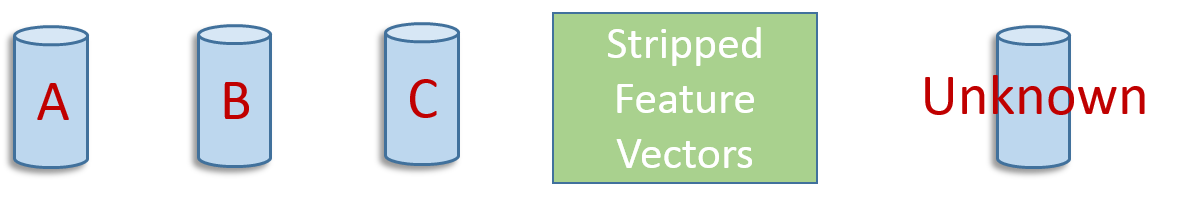 A
B
C
Stripped
Feature
Vectors
Unknown